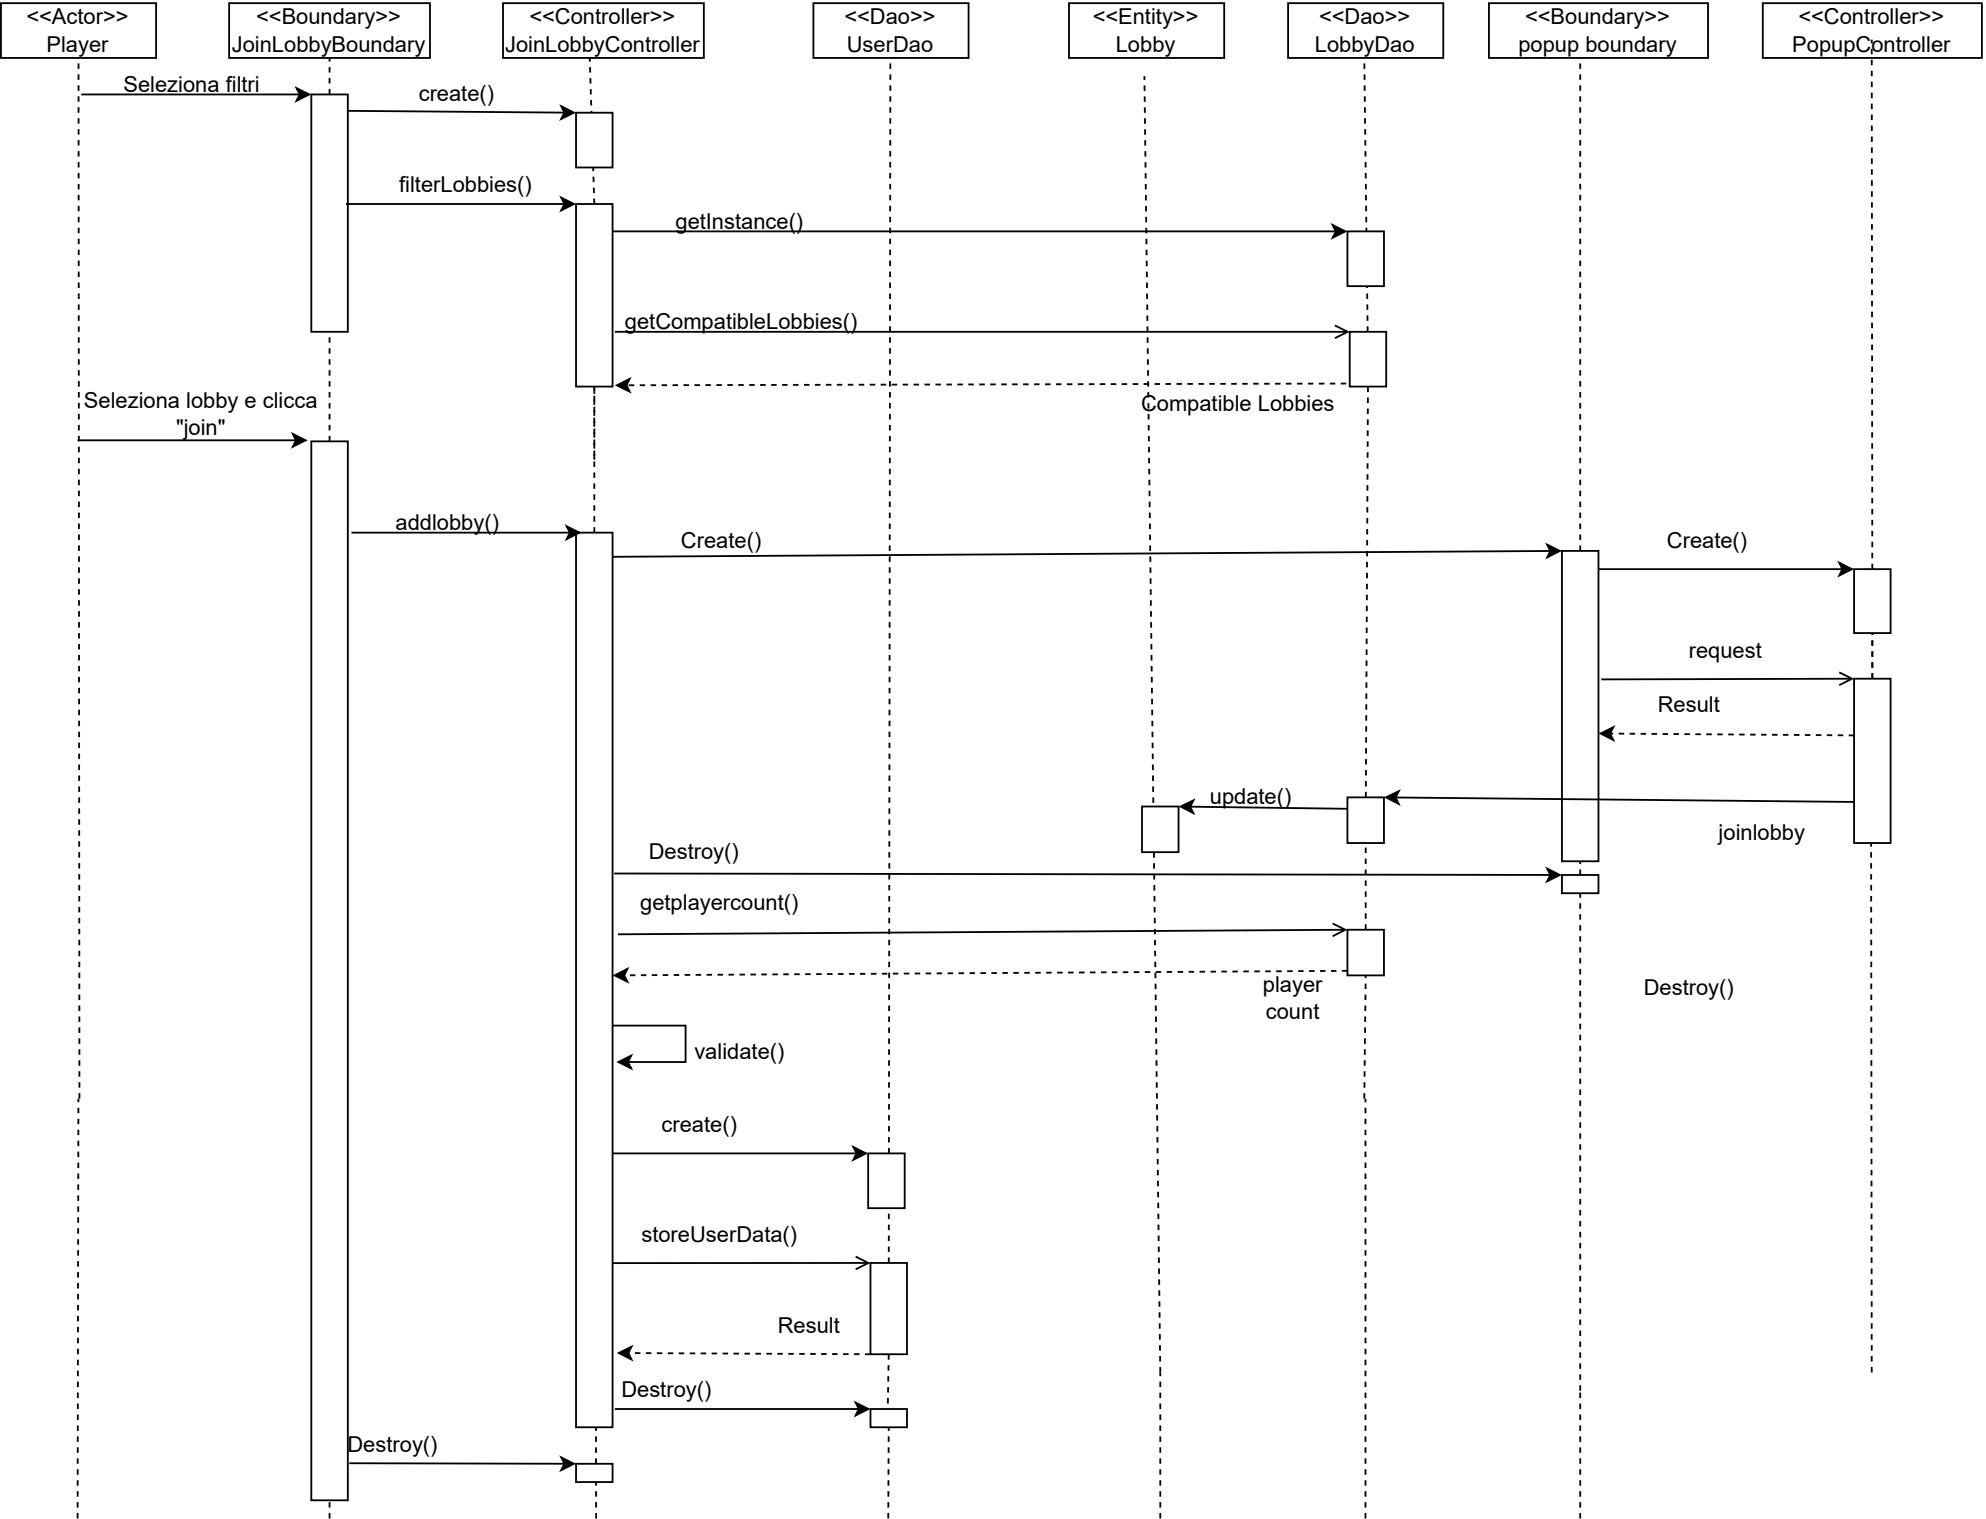 <<Actor>>
Player
<<Boundary>>
JoinLobbyBoundary
<<Controller>>
JoinLobbyController
<<Dao>>
UserDao
<<Entity>>
Lobby
<<Dao>>
LobbyDao
<<Boundary>>
popup boundary
<<Controller>>
PopupController
Seleziona filtri
create()
filterLobbies()
getInstance()
getCompatibleLobbies()
Compatible Lobbies
Seleziona lobby e clicca
"join"
addlobby()
Create()
Create()
request
Result
update()
joinlobby
Destroy()
getplayercount()
player
count
Destroy()
validate()
create()
storeUserData()
Result
Destroy()
Destroy()